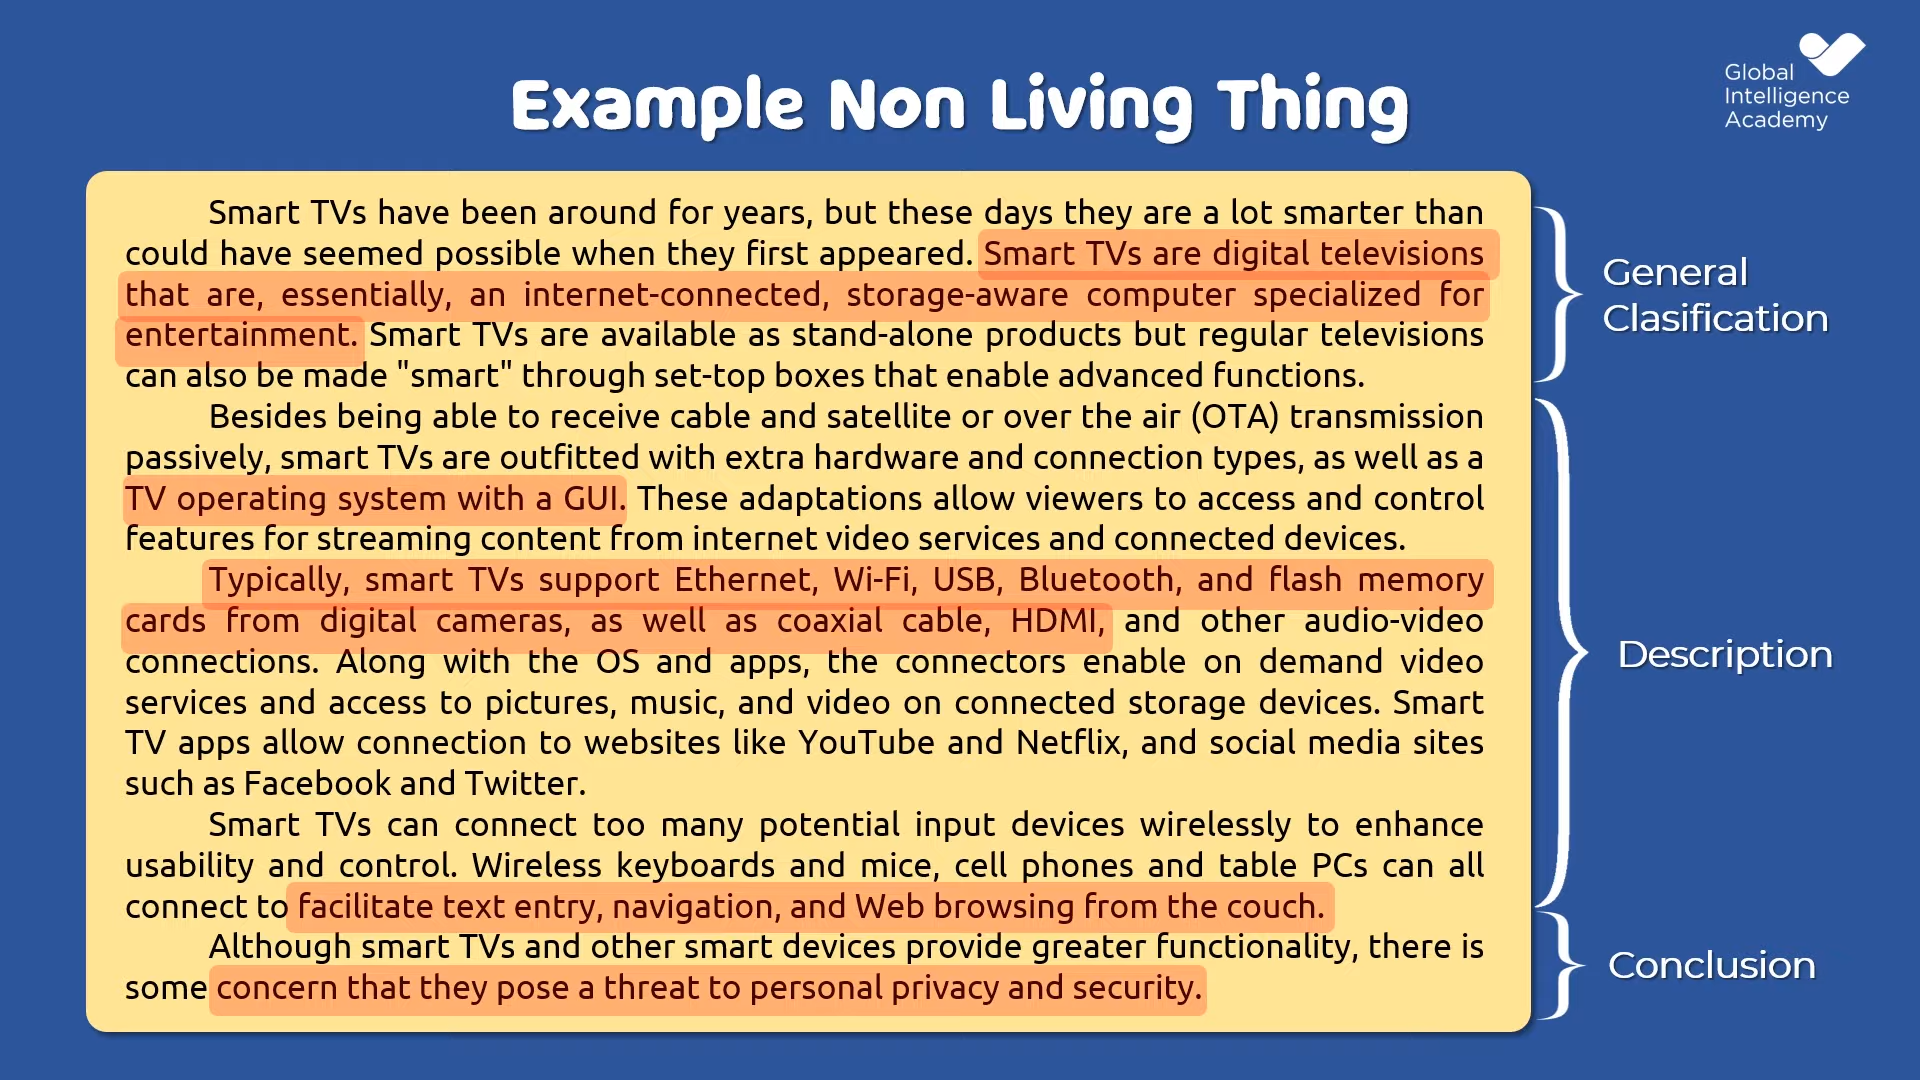 Example Non Living Thing
Global
Intelligence
Academy
Smart TVs have been around for years, but these days they are a lot smarter than
could have seemed possible when they first appeared. Smart TVs are digital televisions
that are, essentially, an internet-connected, storage-aware computer specialized for
entertainment. Smart TVs are available as stand-alone products but regular televisions
can also be made "smart" through set-top boxes that enable advanced functions.
Besides being able to receive cable and satellite or over the air (OTA) transmission
passively, smart TVs are outfitted with extra hardware and connection types, as well as a
TV operating system with a GUI. These adaptations allow viewers to access and control
features for streaming content from internet video services and connected devices.
Typically, smart TVs support Ethernet, Wi-Fi, USB, Bluetooth, and flash memory
cards from digital cameras, as well as coaxial cable, HDMI, and other audio-video
connections. Along with the OS and apps, the connectors enable on demand video
services and access to pictures, music, and video on connected storage devices. Smart
TV apps allow connection to websites like YouTube and Netflix, and social media sites
such as Facebook and Twitter.
Smart TVs can connect too many potential input devices wirelessly to enhance
usability and control. Wireless keyboards and mice, cell phones and table PCs can all
connect to facilitate text entry, navigation, and Web browsing from the couch.
Although smart TVs and other smart devices provide greater functionality, there is
some concern that they pose a threat to personal privacy and security.
General
Clasification
Description
Conclusion